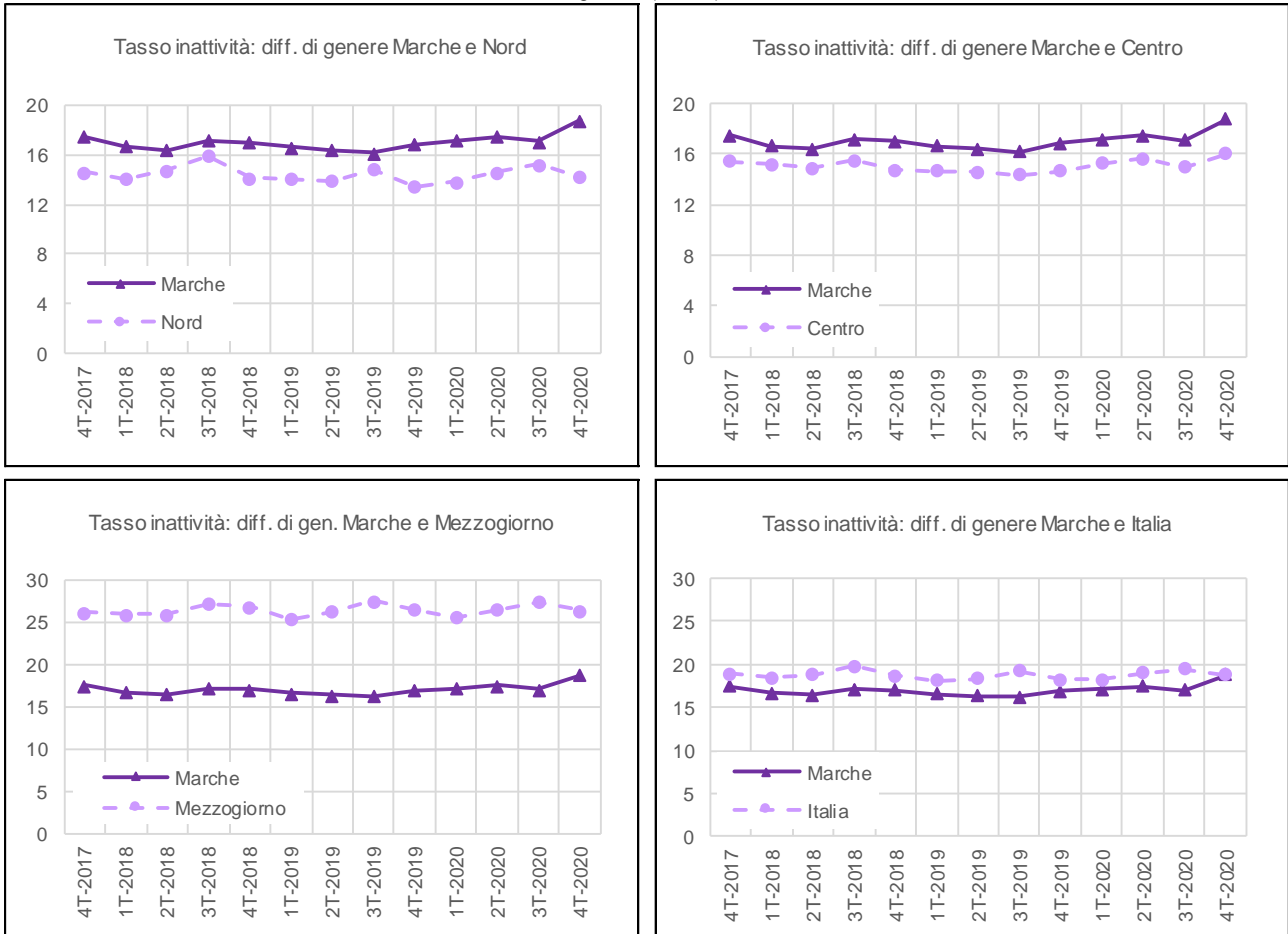 Tasso inattività: diff. di genere Marche e Nord
20
16
12
8
4
0
Marche
Nord
4T-2017
1T-2018
2T-2018
3T-2018
4T-2018
1T-2019
2T-2019
3T-2019
4T-2019
1T-2020
2T-2020
3T-2020
4T-2020
Tasso inattività: diff. di genere Marche e Centro
20
16
12
8
4
0
Marche
Centro
4T-2017
1T-2018
2T-2018
3T-2018
4T-2018
1T-2019
2T-2019
3T-2019
4T-2019
1T-2020
2T-2020
3T-2020
4T-2020
Tasso inattività: diff. di gen. Marche e Mezzogiorno
30
25
20
15
10
5
0
Marche
Mezzogiorno
4T-2017
1T-2018
2T-2018
3T-2018
4T-2018
1T-2019
2T-2019
3T-2019
4T-2019
1T-2020
2T-2020
3T-2020
4T-2020
Tasso inattività: diff. di genere Marche e Italia
30
25
20
15
10
5
0
Marche
Italia
4T-2017
1T-2018
2T-2018
3T-2018
4T-2018
1T-2019
2T-2019
3T-2019
4T-2019
1T-2020
2T-2020
3T-2020
4T-2020